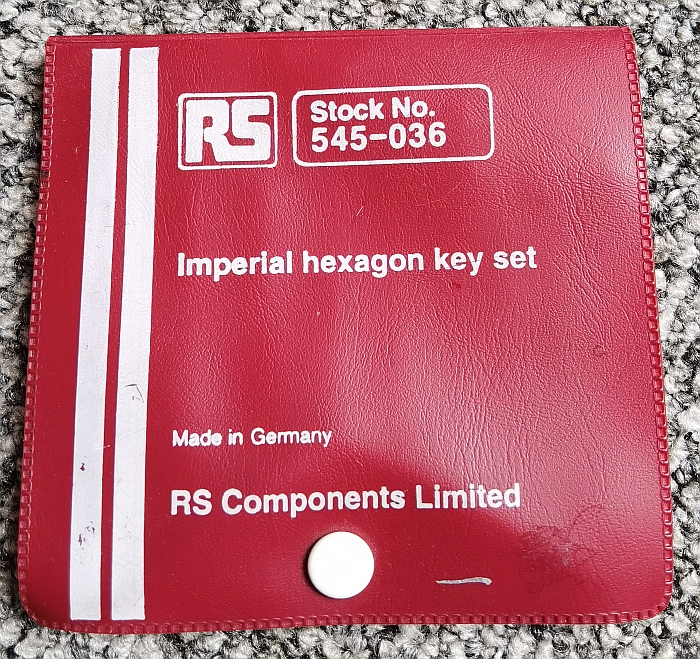 RS
Stock No.
545-036
Imperial hexagon key set
Made in Germany
RS Components Limited